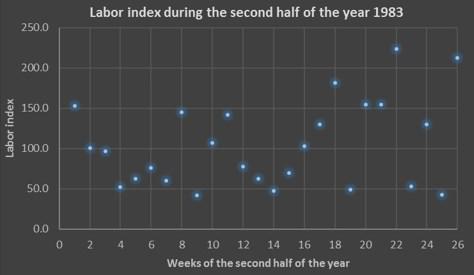 Labor index during the second half of the year 1983
250.0
200.0
150.0
100.0
50.0
0.0
Labor index
0 2 4 6 8 10 12 14 16 18 20 22 24 26
Weeks of the second half of the year